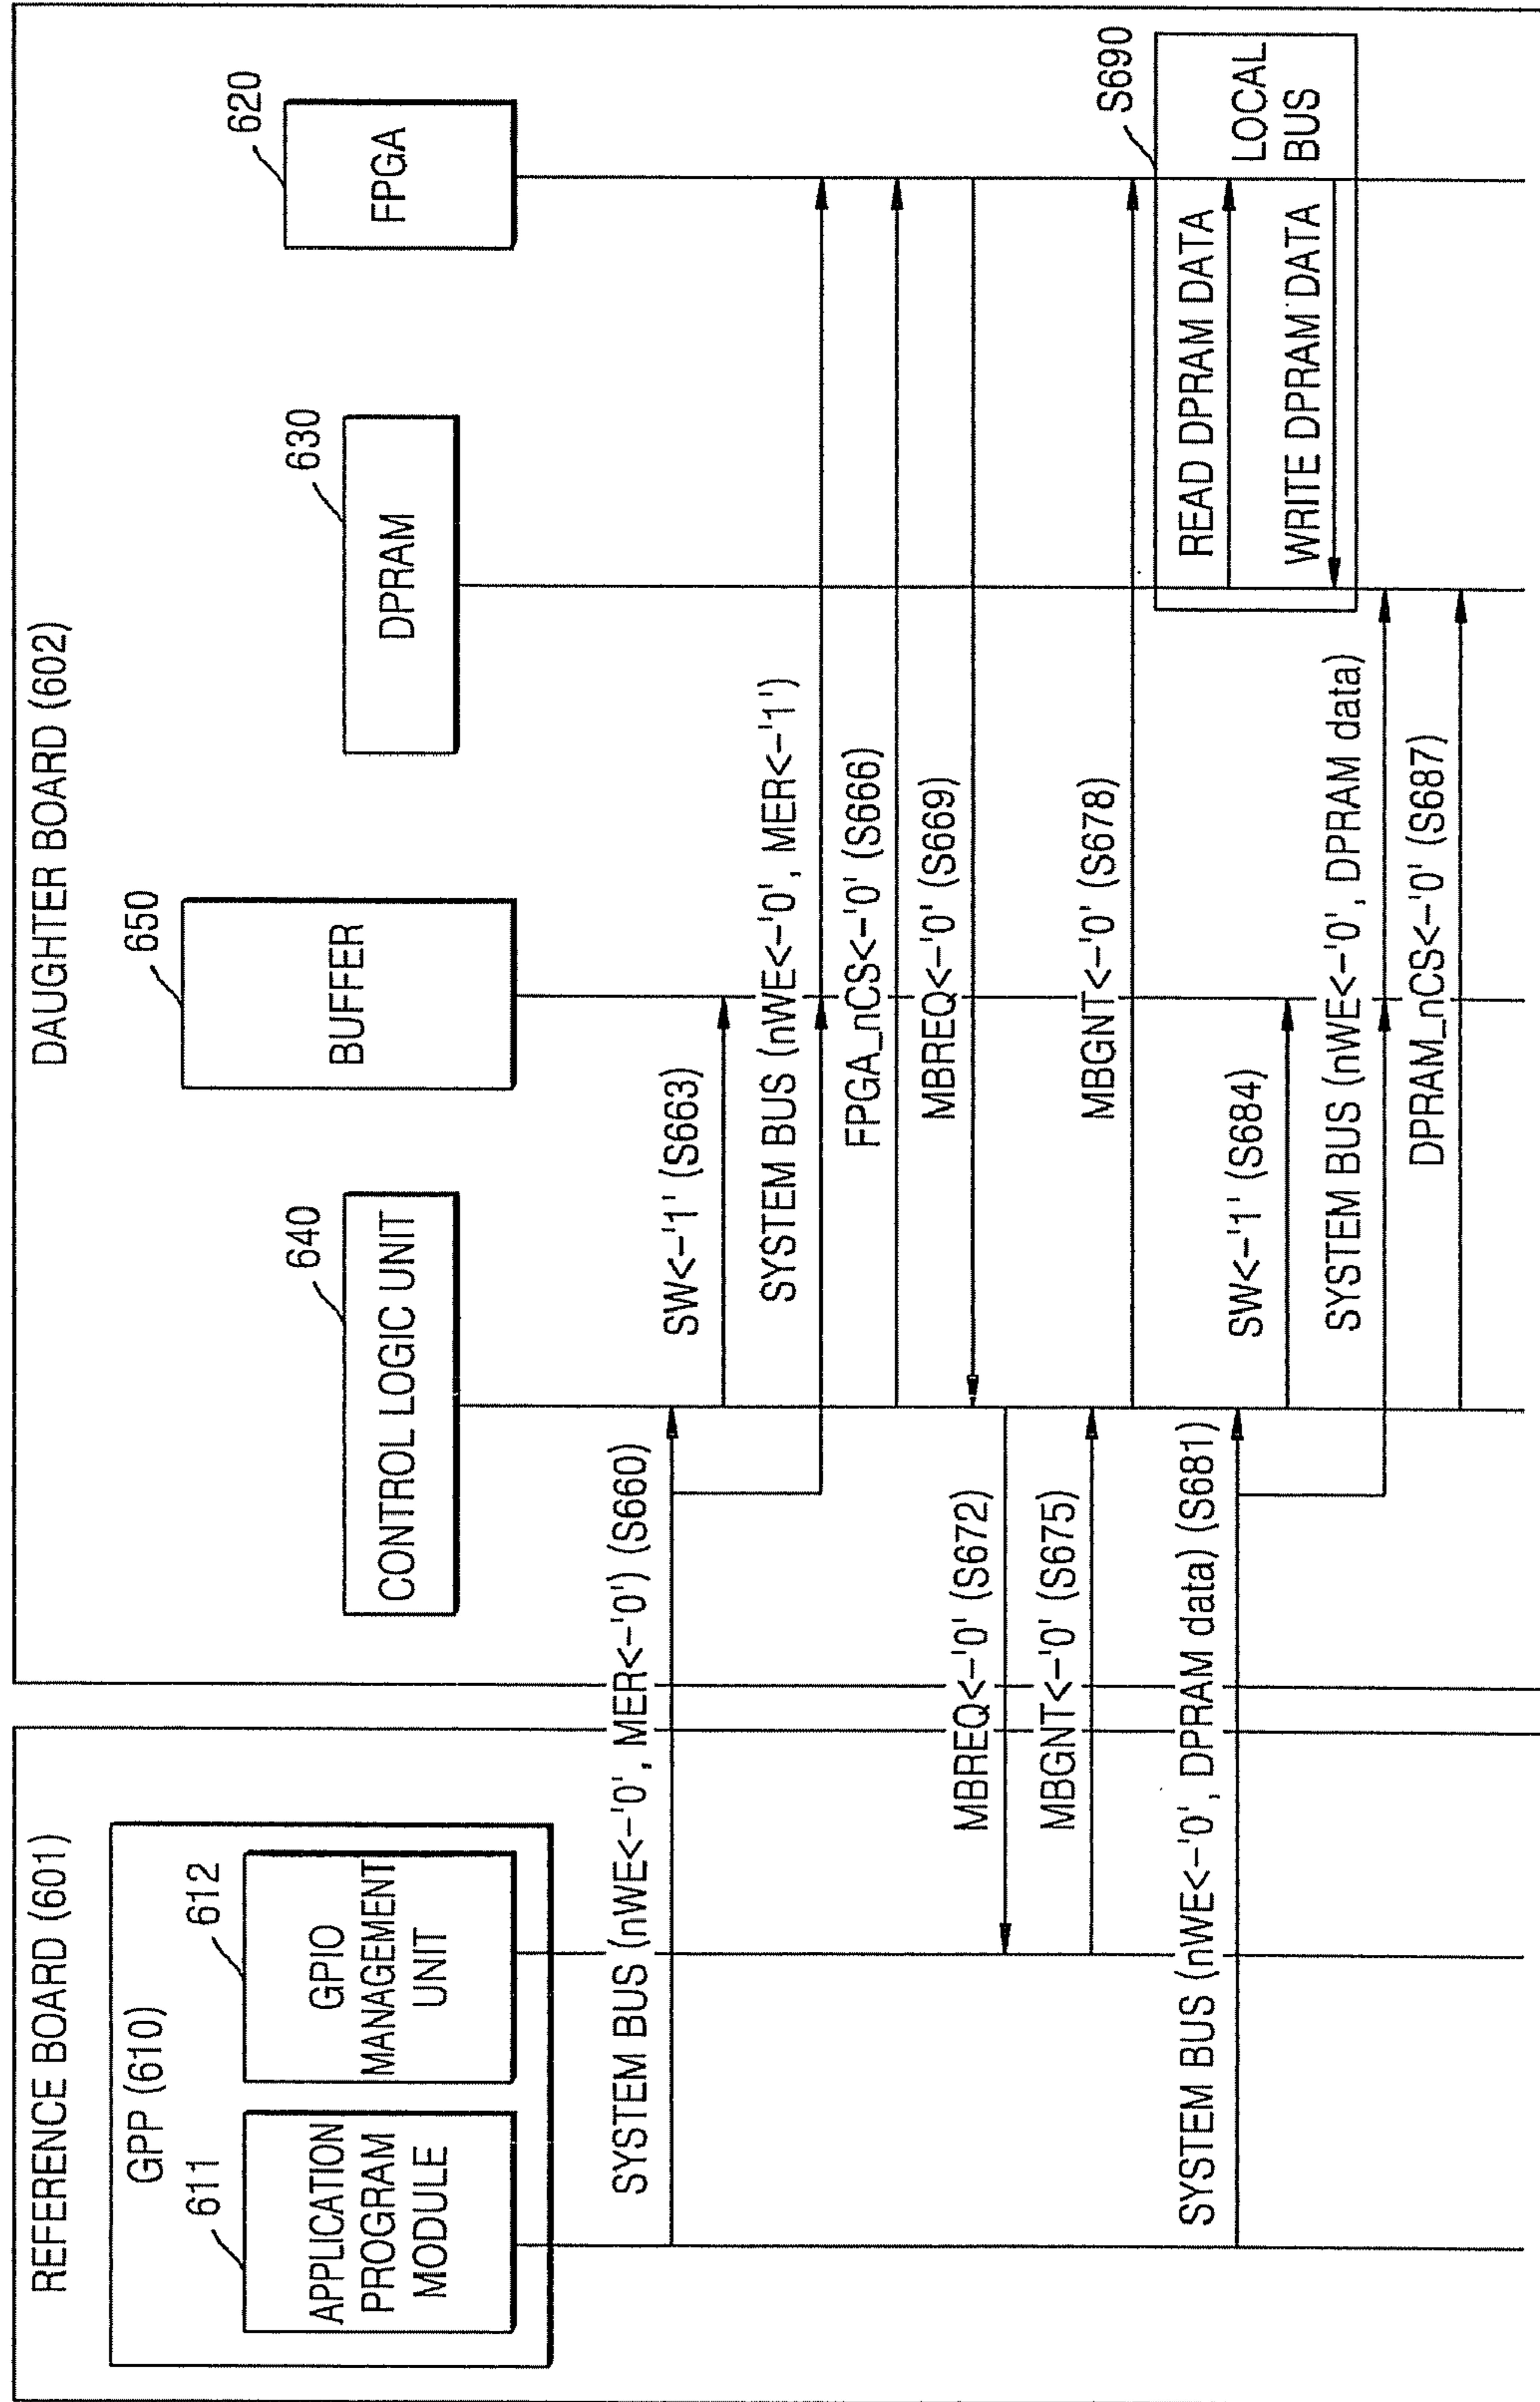 REFERENCE BOARD (601)
GPP (610)
611
APPLICATION
PROGRAM
MODULE
612
GPIO
MANAGEMENT
UNIT
DAUGHTER BOARD (602)
640
CONTROL LOGIC UNIT
650
BUFFER
630
DPRAM
620
FPGA
SYSTEM BUS (nWE<-'0', MER<-'0') (S660)
SW<-'1' (S663)
SYSTEM BUS (nWE<-'0', MER<-'1')
FPGA_nCS<-'0' (S666)
MBREQ<-'0' (S669)
MBREQ<-'0' (S672)
MBGNT<-'0' (S675)
MBGNT<-'0' (S678)
SYSTEM BUS (nWE<-'0', DPRAM data) (S681)
SW<-'1' (S684)
SYSTEM BUS (nWE<-'0', DPRAM data)
DPRAM_nCS<-'0' (S687)
S690
READ DPRAM DATA
WRITE DPRAM DATA
LOCAL
BUS